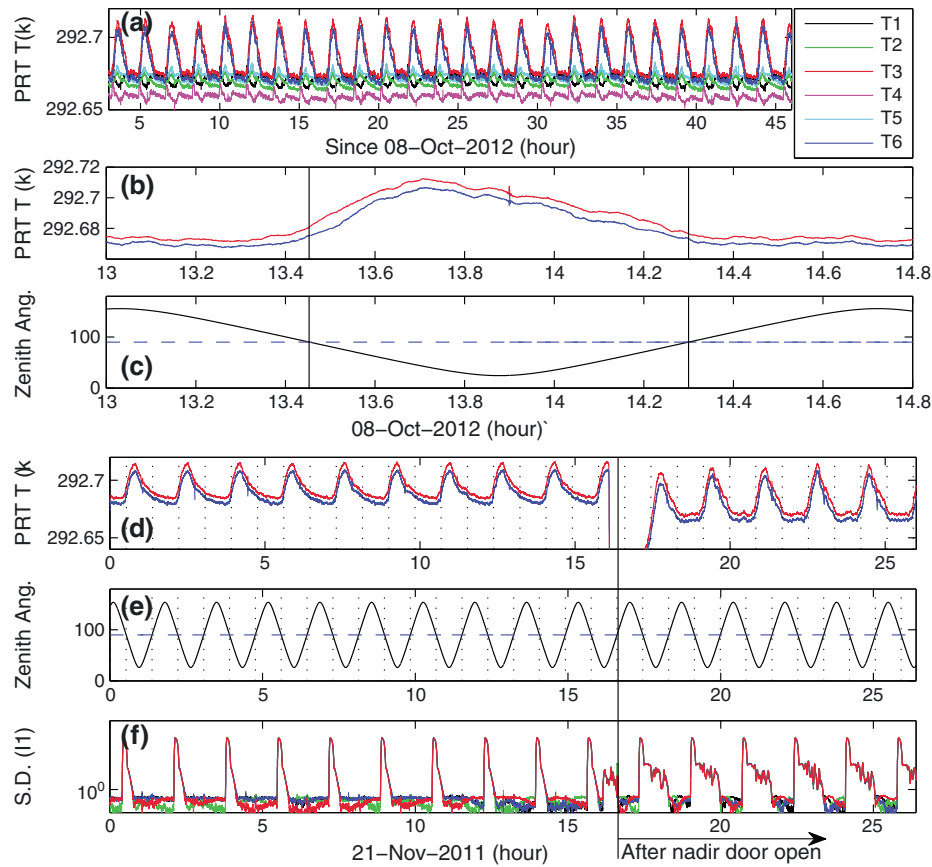 (a)
PRT T(k)
292.7
292.65
5 10 15 20 25 30 35 40 45
Since 08-Oct-2012 (hour)
T1
T2
T3
T4
T5
T6
(b)
PRT T (k)
292.72
292.7
292.68
13 13.2 13.4 13.6 13.8 14 14.2 14.4 14.6 14.8
(c)
Zenith Ang.
100
0
13 13.2 13.4 13.6 13.8 14 14.2 14.4 14.6 14.8
08-Oct-2012 (hour)`
(d)
PRT T (k
292.7
292.65
0 5 10 15 20 25
(e)
Zenith Ang.
100
0
0 5 10 15 20 25
(f)
S.D. (I1)
10⁰
0 5 10 15 20 25
21-Nov-2011 (hour)
After nadir door open